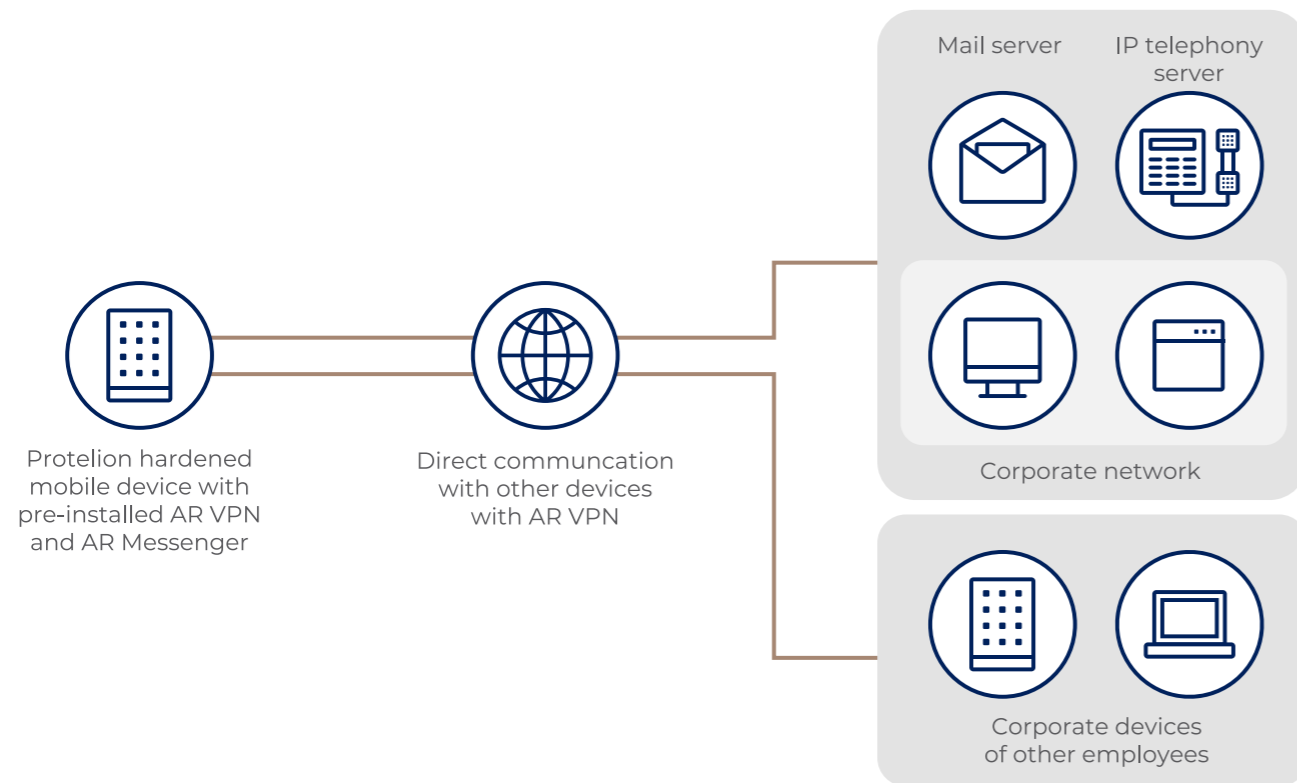 Mail server
IP telephony
server
Protelion hardened
mobile device with
pre-installed AR VPN
and AR Messenger
Direct communcation
with other devices
with AR VPN
Corporate network
Corporate devices
of other employees